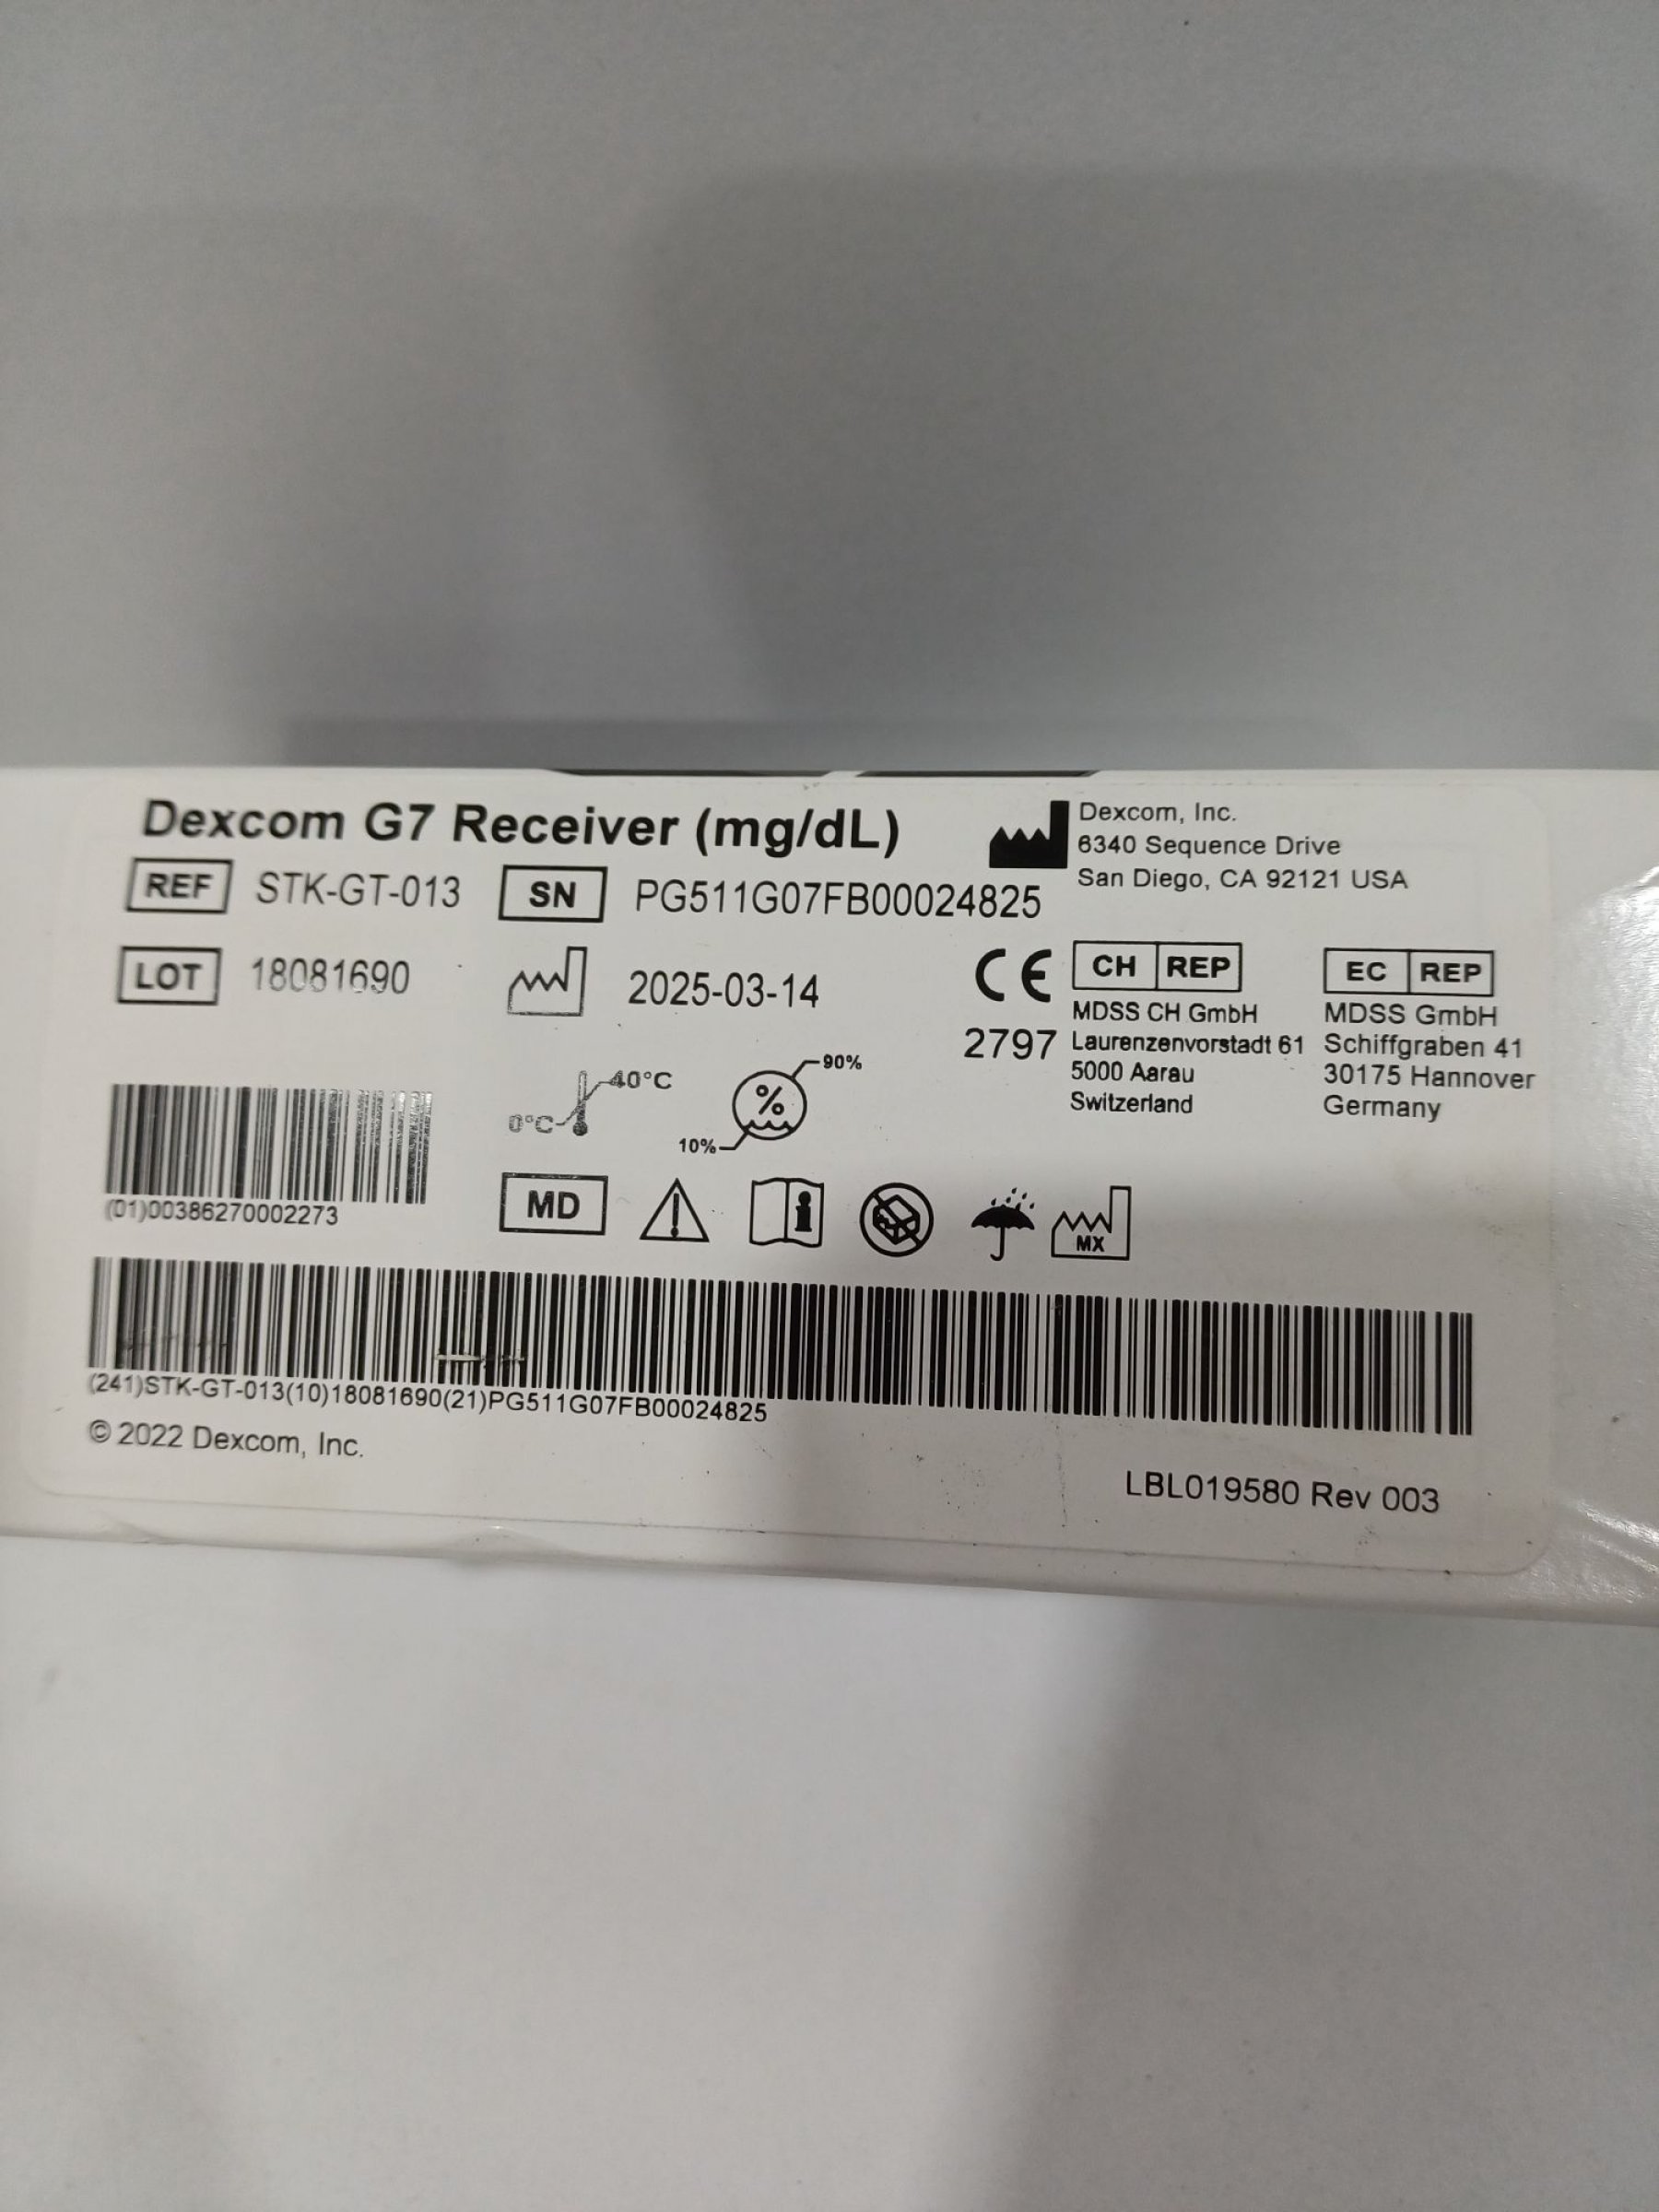 Dexcom G7 Receiver (mg/dL)
REF STK-GT-013 SN PG511G07FB00024825
LOT 18081690 2025-03-14
Dexcom, Inc.
6340 Sequence Drive
San Diego, CA 92121 USA
CE 2797
CH REP
MDSS CH GmbH
Laurenzenvorstadt 61
5000 Aarau
Switzerland
EC REP
MDSS GmbH
Schiffgraben 41
30175 Hannover
Germany
40°C
0°C
%
90%
10%
MD
MX
(01)00386270002273
(241)STK-GT-013(10)18081690(21)PG511G07FB00024825
© 2022 Dexcom, Inc.
LBL019580 Rev 003